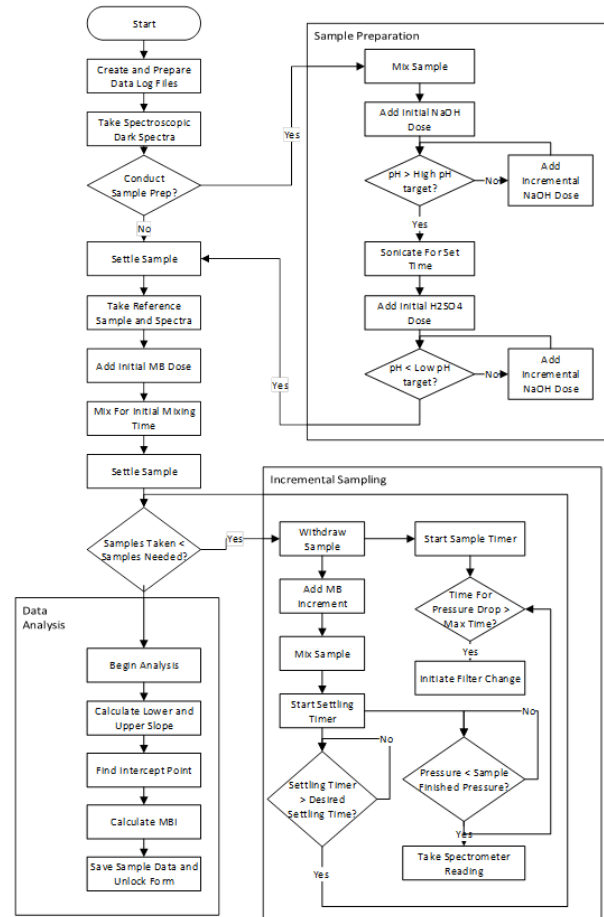 Start
Create and Prepare
Data Log Files
Take Spectroscopic
Dark Spectra
Conduct
Sample Prep?
Yes
No
Settle Sample
Take Reference
Sample and Spectra
Add Initial MB Dose
Mix For Initial Mixing
Time
Settle Sample
Samples Taken <
Samples Needed?
Yes
Sample Preparation
Mix Sample
Add Initial NaOH
Dose
pH > High pH
target?
No
Add
Incremental
NaOH Dose
Yes
Sonicate For Set
Time
Add Initial H2SO4
Dose
pH < Low pH
target?
No
Add
Incremental
NaOH Dose
Yes
Incremental Sampling
Withdraw
Sample
Start Sample Timer
Add MB
Increment
Time For
Pressure Drop >
Max Time?
Yes
Mix Sample
Initiate Filter Change
Start Settling
Timer
No
No
Settling Timer
> Desired
Settling Time?
Pressure < Sample
Finished Pressure?
Yes
Take Spectrometer
Reading
Yes
Data
Analysis
Begin Analysis
Calculate Lower and
Upper Slope
Find Intercept Point
Calculate MBI
Save Sample Data and
Unlock Form